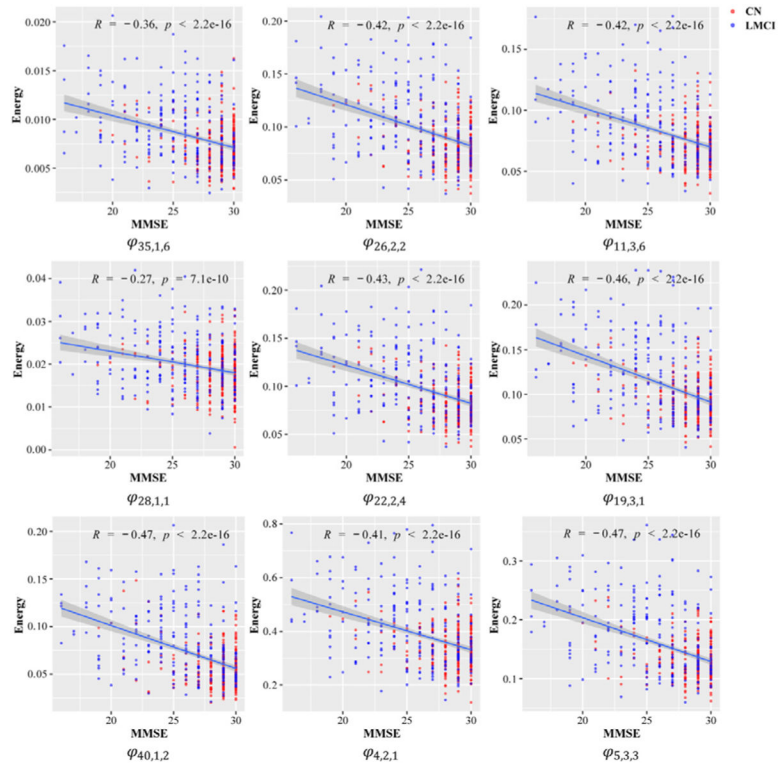 CN
LMCI
R = −0.36, p < 2.2e-16
0.020
0.015
0.010
0.005
Energy
20 25 30
MMSE
φ35,1,6
R = −0.42, p < 2.2e-16
0.20
0.15
0.10
0.05
Energy
20 25 30
MMSE
φ26,2,2
R = −0.42, p < 2.2e-16
0.15
0.10
0.05
Energy
20 25 30
MMSE
φ11,3,6
R = −0.27, p = 7.1e-10
0.04
0.03
0.02
0.01
0.00
Energy
20 25 30
MMSE
φ28,1,1
R = −0.43, p < 2.2e-16
0.20
0.15
0.10
0.05
Energy
20 25 30
MMSE
φ22,2,4
R = −0.46, p < 2.2e-16
0.20
0.15
0.10
0.05
Energy
20 25 30
MMSE
φ19,3,1
R = −0.47, p < 2.2e-16
0.20
0.15
0.10
0.05
Energy
20 25 30
MMSE
φ40,1,2
R = −0.41, p < 2.2e-16
0.8
0.6
0.4
0.2
Energy
20 25 30
MMSE
φ4,2,1
R = −0.47, p < 2.2e-16
0.3
0.2
0.1
Energy
20 25 30
MMSE
φ5,3,3